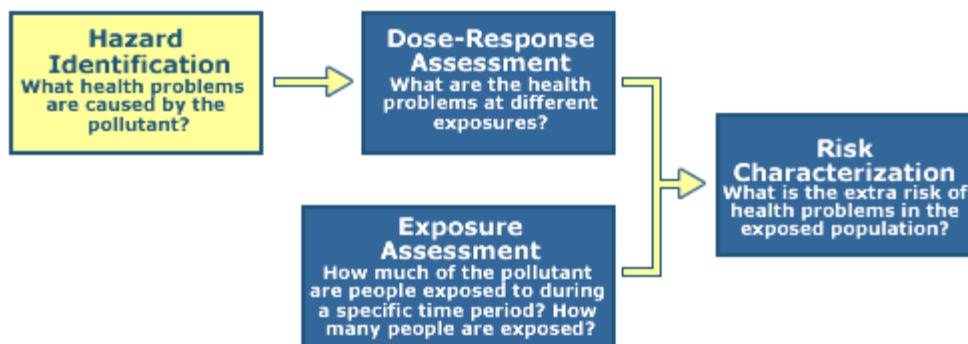 Hazard
Identification
What health problems
are caused by the
pollutant?
Dose-Response
Assessment
What are the health
problems at different
exposures?
Exposure
Assessment
How much of the pollutant
are people exposed to during
a specific time period? How
many people are exposed?
Risk
Characterization
What is the extra risk of
health problems in the
exposed population?